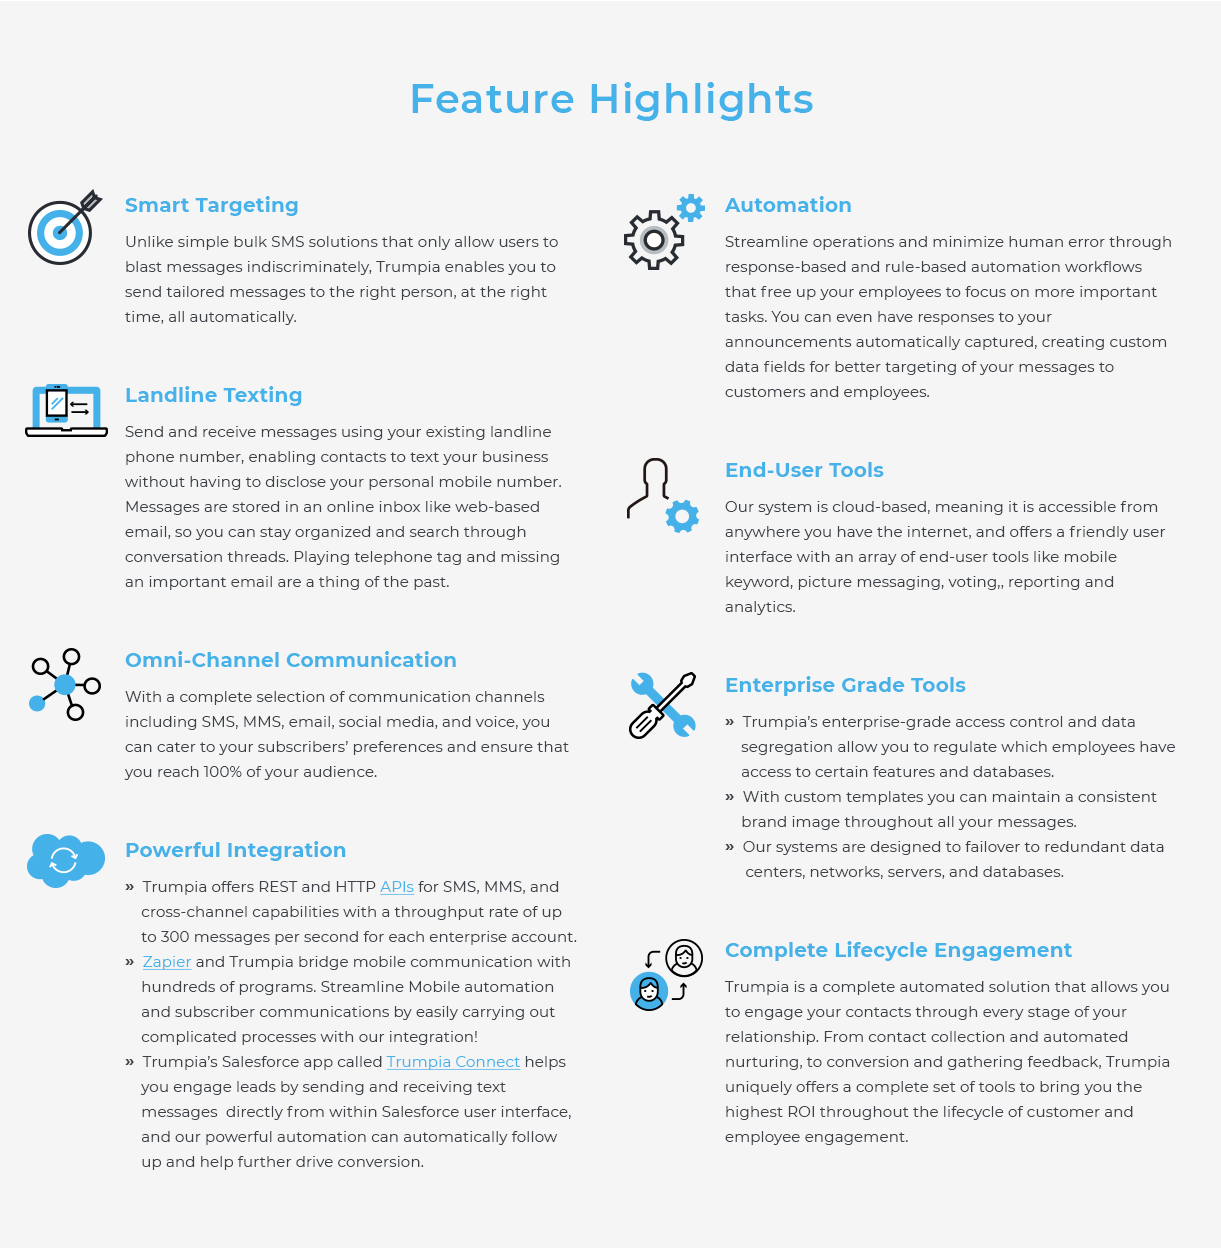 Feature Highlights
Smart Targeting
Unlike simple bulk SMS solutions that only allow users to
blast messages indiscriminately, Trumpia enables you to
send tailored messages to the right person, at the right
time, all automatically.
Landline Texting
Send and receive messages using your existing landline
phone number, enabling contacts to text your business
without having to disclose your personal mobile number.
Messages are stored in an online inbox like web-based
email, so you can stay organized and search through
conversation threads. Playing telephone tag and missing
an important email are a thing of the past.
Omni-Channel Communication
With a complete selection of communication channels
including SMS, MMS, email, social media, and voice, you
can cater to your subscribers’ preferences and ensure that
you reach 100% of your audience.
Powerful Integration
» Trumpia offers REST and HTTP APIs for SMS, MMS, and
cross-channel capabilities with a throughput rate of up
to 300 messages per second for each enterprise account.
» Zapier and Trumpia bridge mobile communication with
hundreds of programs. Streamline Mobile automation
and subscriber communications by easily carrying out
complicated processes with our integration!
» Trumpia’s Salesforce app called Trumpia Connect helps
you engage leads by sending and receiving text
messages directly from within Salesforce user interface,
and our powerful automation can automatically follow
up and help further drive conversion.
Automation
Streamline operations and minimize human error through
response-based and rule-based automation workflows
that free up your employees to focus on more important
tasks. You can even have responses to your
announcements automatically captured, creating custom
data fields for better targeting of your messages to
customers and employees.
End-User Tools
Our system is cloud-based, meaning it is accessible from
anywhere you have the internet, and offers a friendly user
interface with an array of end-user tools like mobile
keyword, picture messaging, voting,, reporting and
analytics.
Enterprise Grade Tools
» Trumpia’s enterprise-grade access control and data
segregation allow you to regulate which employees have
access to certain features and databases.
» With custom templates you can maintain a consistent
brand image throughout all your messages.
» Our systems are designed to failover to redundant data
centers, networks, servers, and databases.
Complete Lifecycle Engagement
Trumpia is a complete automated solution that allows you
to engage your contacts through every stage of your
relationship. From contact collection and automated
nurturing, to conversion and gathering feedback, Trumpia
uniquely offers a complete set of tools to bring you the
highest ROI throughout the lifecycle of customer and
employee engagement.